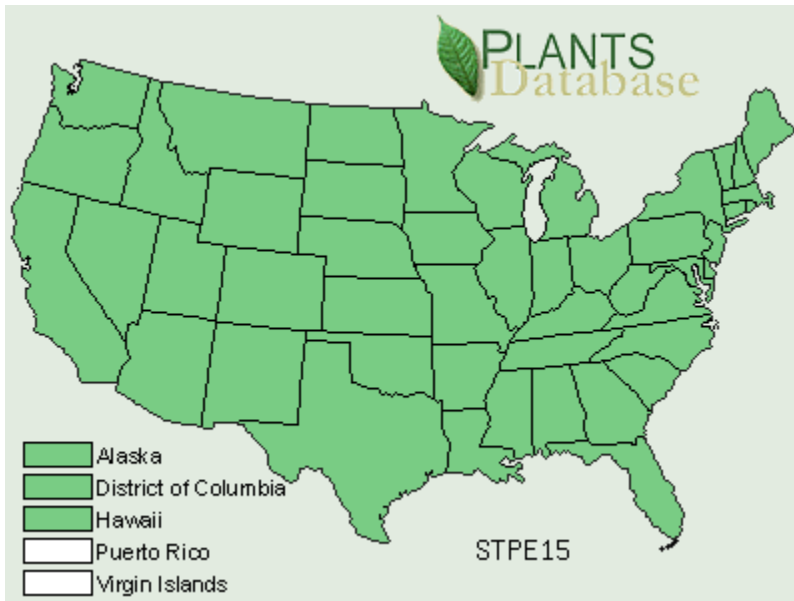 PLANTS
Database
Alaska
District of Columbia
Hawaii
Puerto Rico
Virgin Islands
STPE15